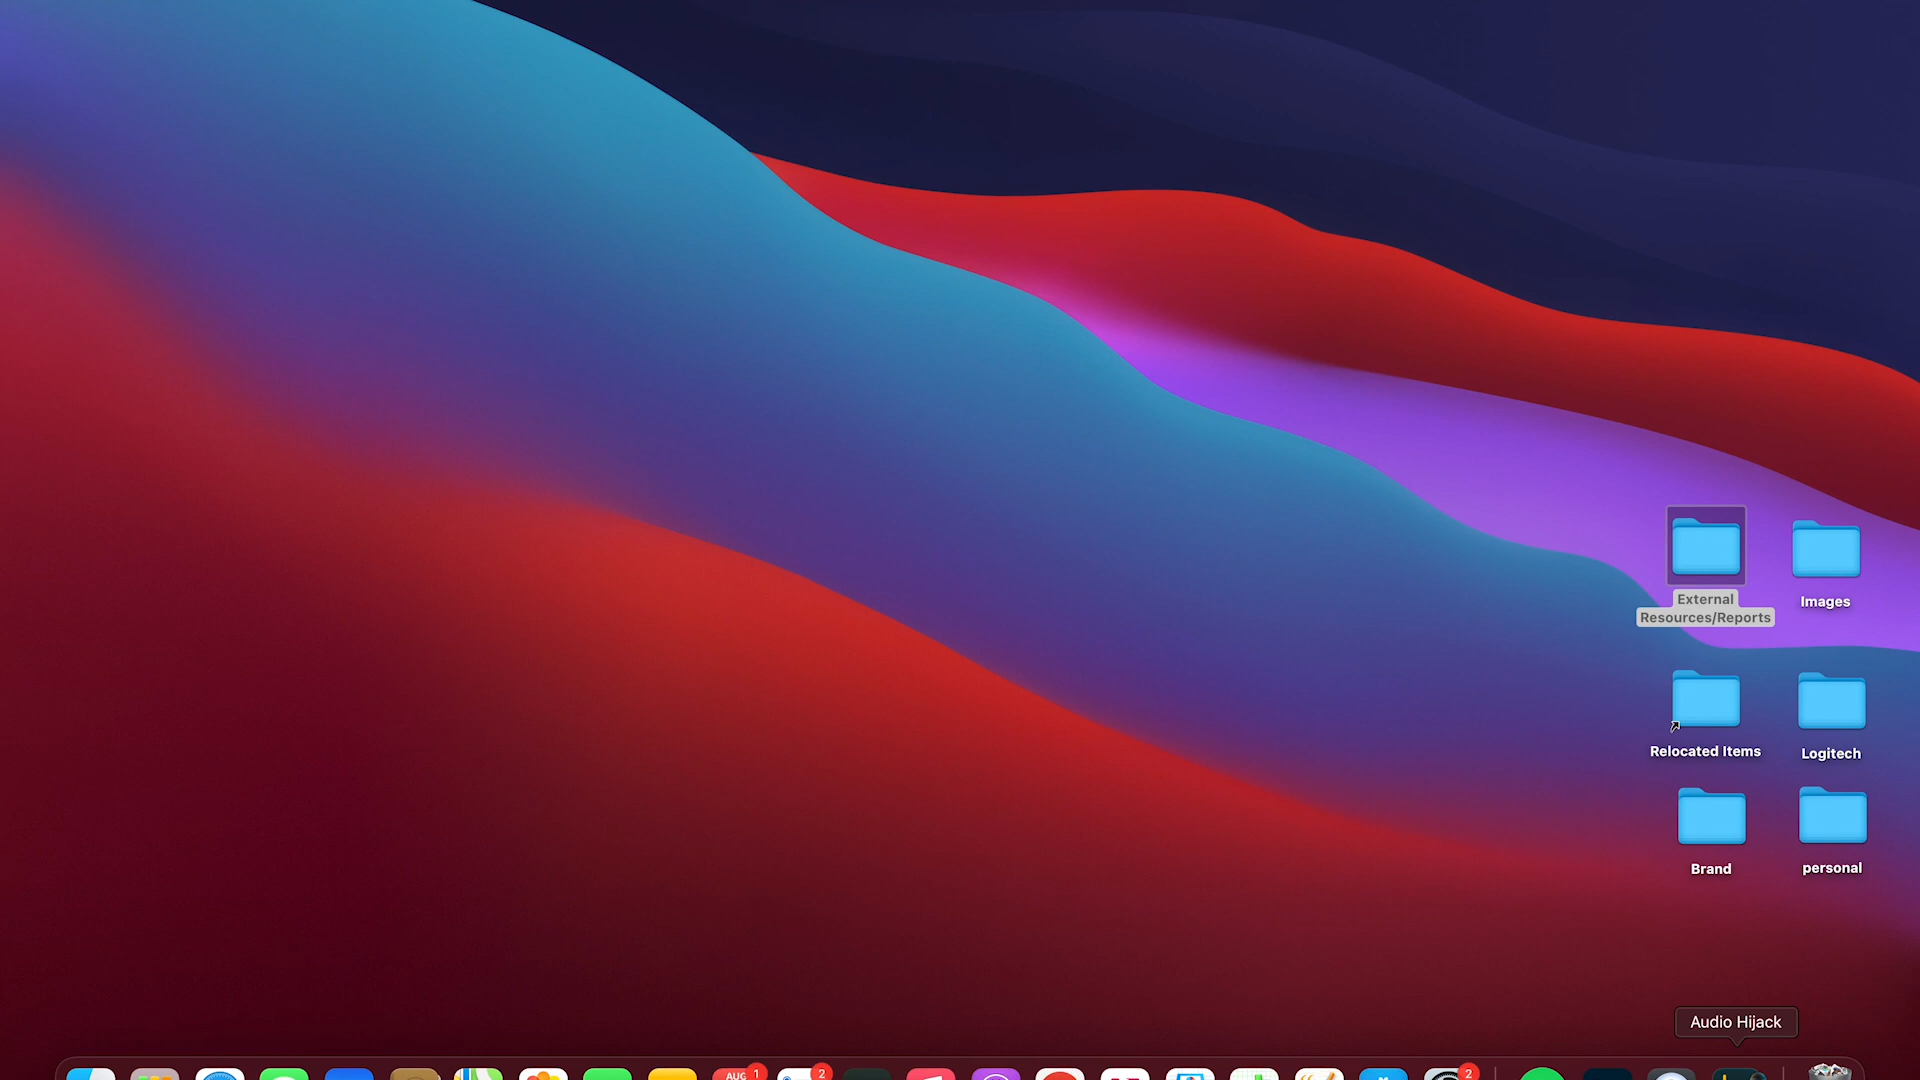 External
Resources/Reports
Images
Relocated Items
Logitech
Brand
personal
Audio Hijack
AUG
1
2
2